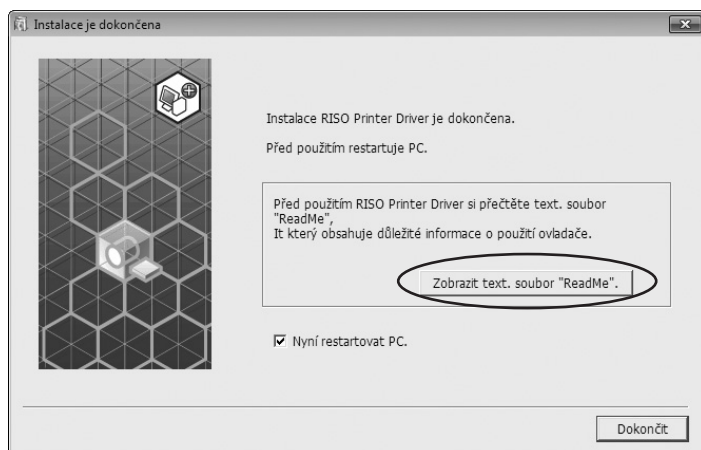 Instalace je dokončena
Instalace RISO Printer Driver je dokončena.
Před použitím restartuje PC.
Před použitím RISO Printer Driver si přečtěte text. soubor
"ReadMe",
It který obsahuje důležité informace o použití ovladače.
Zobrazit text. soubor "ReadMe".
Nyní restartovat PC.
Dokončit